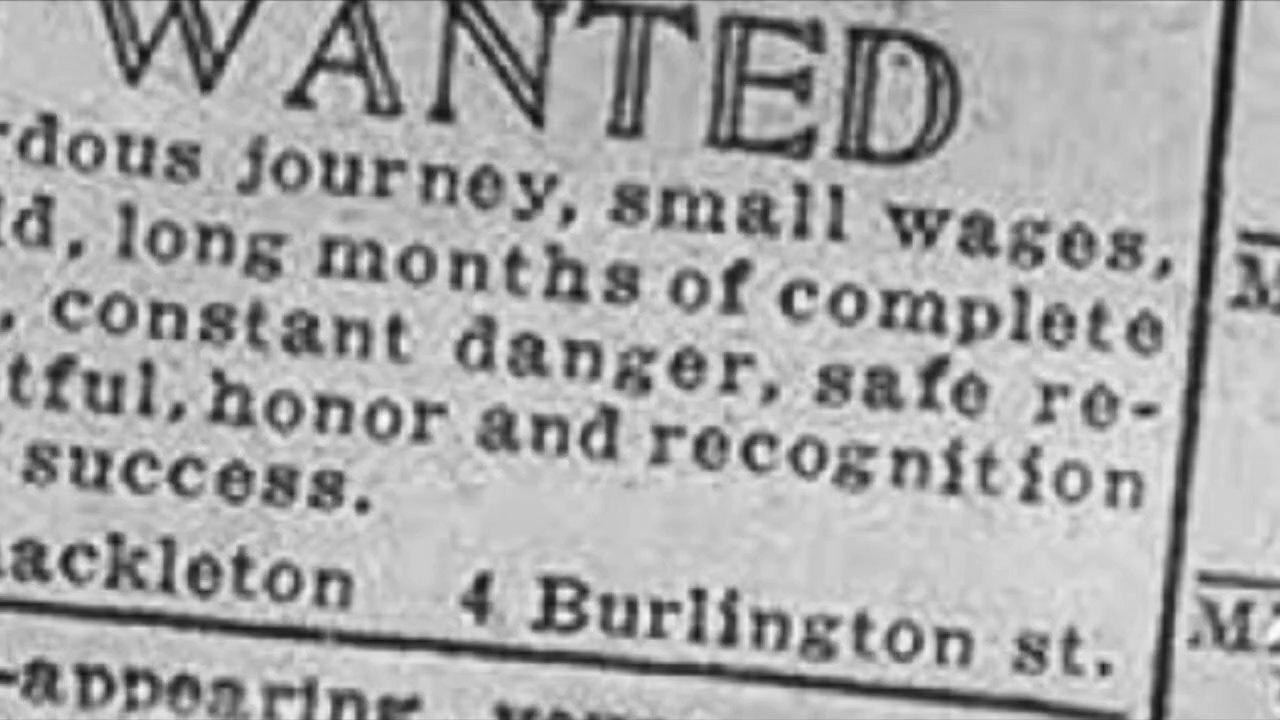 WANTED
rdous journey, small wages,
ld, long months of complete
, constant danger, safe re-
tful, honor and recognition
success.
ackleton 4 Burlington st.
-appearing
M
MA